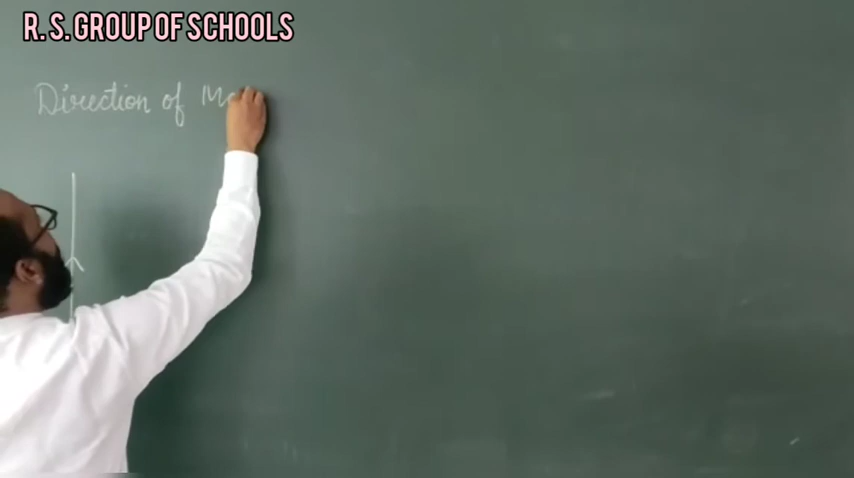 R. S. GROUP OF SCHOOLS
Direction of